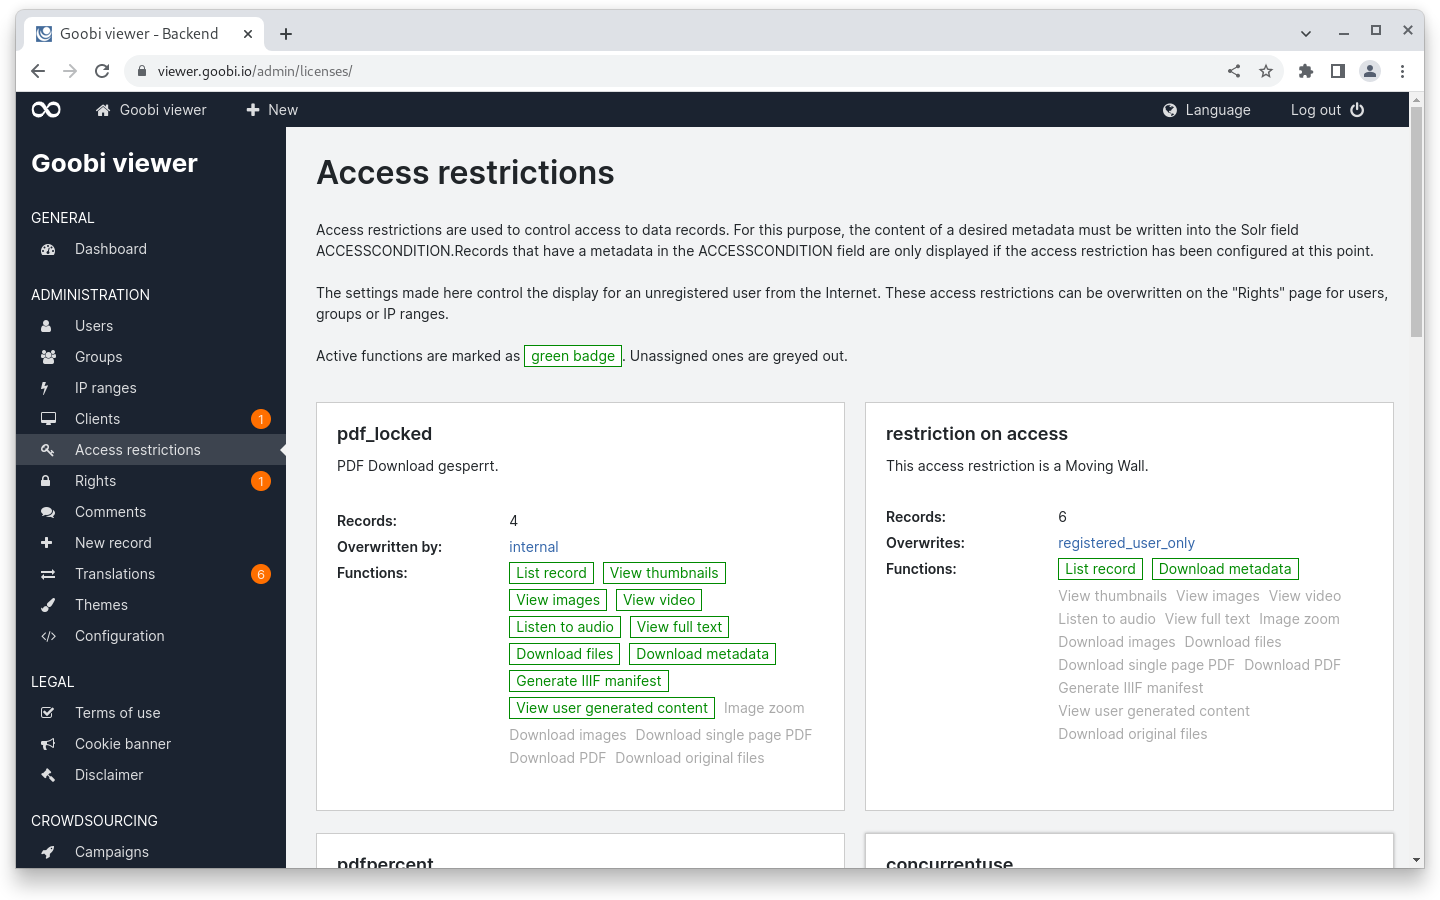 Goobi viewer - Backend
viewer.goobi.io/admin/licenses/
Goobi viewer
New
Language
Log out
Goobi viewer
GENERAL
Dashboard
ADMINISTRATION
Users
Groups
IP ranges
Clients 1
Access restrictions
Rights 1
Comments
New record
Translations 6
Themes
Configuration
LEGAL
Terms of use
Cookie banner
Disclaimer
CROWDSOURCING
Campaigns
Access restrictions
Access restrictions are used to control access to data records. For this purpose, the content of a desired metadata must be written into the Solr field
ACCESSCONDITION.Records that have a metadata in the ACCESSCONDITION field are only displayed if the access restriction has been configured at this point.
The settings made here control the display for an unregistered user from the Internet. These access restrictions can be overwritten on the "Rights" page for users,
groups or IP ranges.
Active functions are marked as green badge. Unassigned ones are greyed out.
pdf_locked
PDF Download gesperrt.
Records: 4
Overwritten by: internal
Functions: List record View thumbnails
View images View video
Listen to audio View full text
Download files Download metadata
Generate IIIF manifest
View user generated content Image zoom
Download images Download single page PDF
Download PDF Download original files
restriction on access
This access restriction is a Moving Wall.
Records: 6
Overwrites: registered_user_only
Functions: List record Download metadata
View thumbnails View images View video
Listen to audio View full text Image zoom
Download images Download files
Download single page PDF Download PDF
Generate IIIF manifest
View user generated content
Download original files
pdfpercent
concurrentuse